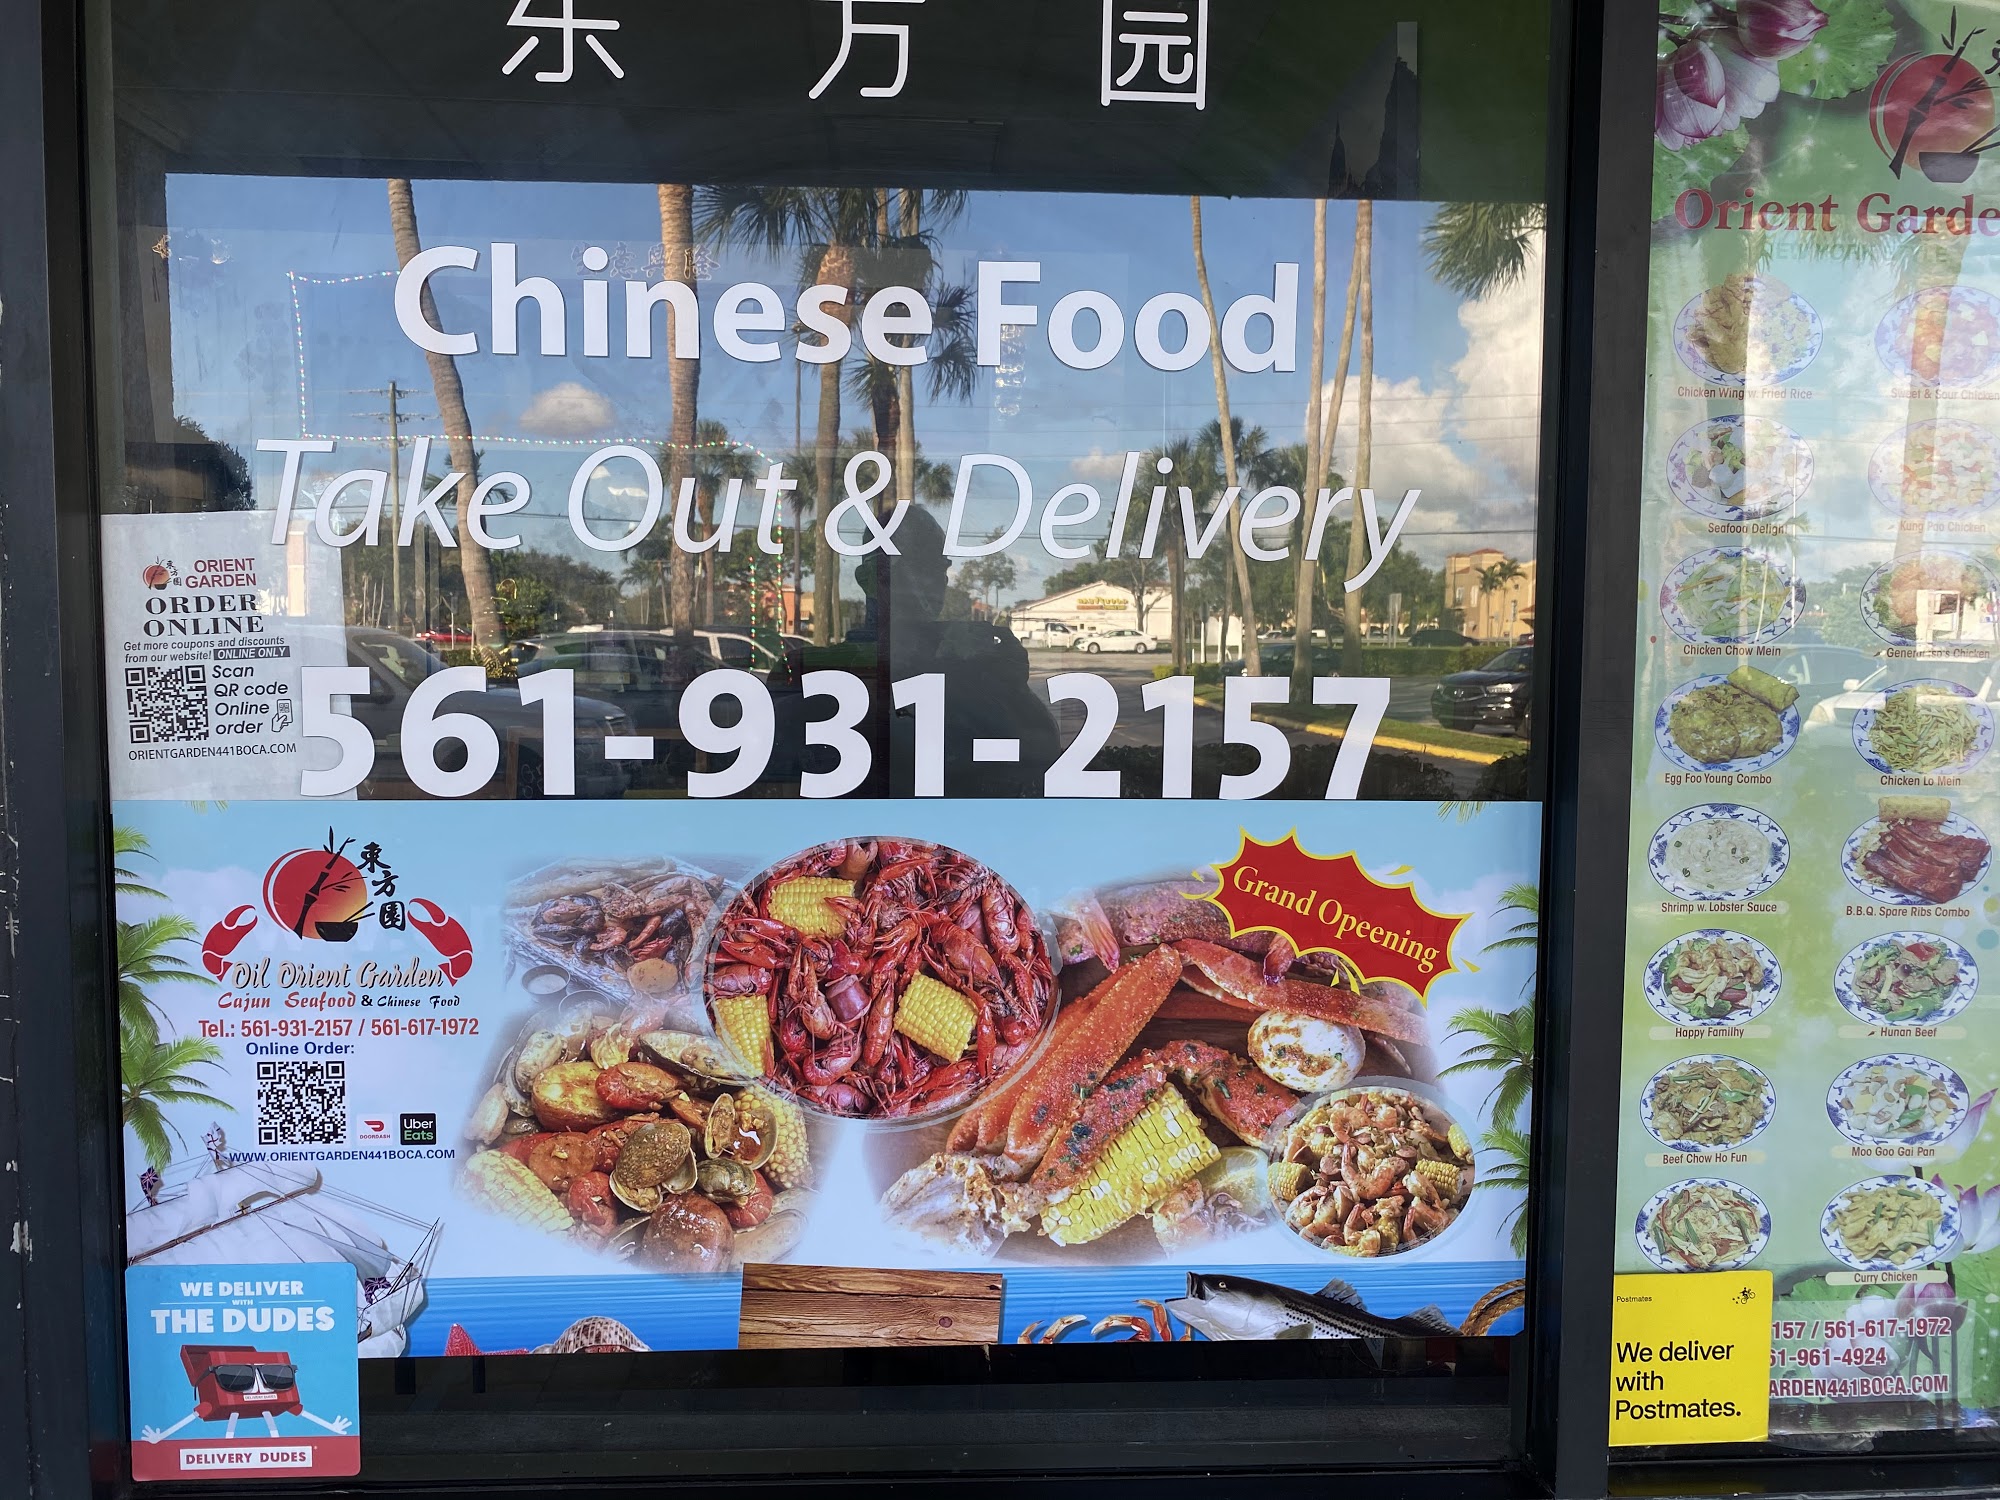 东 方 园
Chinese Food
Take Out & Delivery
561-931-2157
ORIENT
GARDEN
東方園
ORDER
ONLINE
Get more coupons and discounts
from our website! ONLINE ONLY
Scan
QR code
Online
order
ORIENTGARDEN441BOCA.COM
東方園
Oil Orient Garden
Cajun Seafood & Chinese Food
Tel.: 561-931-2157 / 561-617-1972
Online Order:
DOORDASH
Uber
Eats
WWW.ORIENTGARDEN441BOCA.COM
Grand Opeening
WE DELIVER
WITH
THE DUDES
DELIVERY DUDES
Orient Garde
Chicken Wing w. Fried Rice
Sweet & Sour Chicken
Seafood Delight
Kung Pao Chicken
Chicken Chow Mein
General Tso's Chicken
Egg Foo Young Combo
Chicken Lo Mein
Shrimp w. Lobster Sauce
B.B.Q. Spare Ribs Combo
Happy Familhy
Hunan Beef
Beef Chow Ho Fun
Moo Goo Gai Pan
Curry Chicken
157 / 561-617-1972
61-961-4924
ARDEN441BOCA.COM
Postmates
We deliver
with
Postmates.